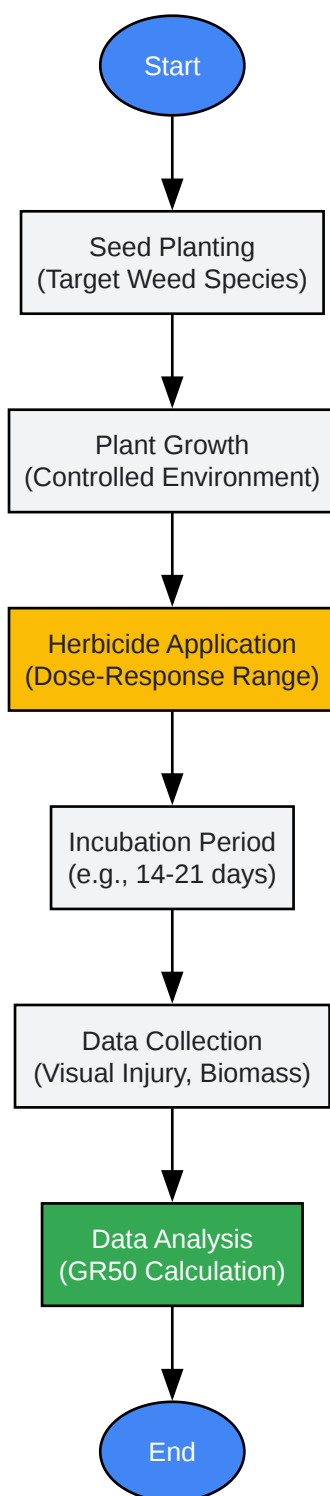 Start
Seed Planting
(Target Weed Species)
Plant Growth
(Controlled Environment)
Herbicide Application
(Dose-Response Range)
Incubation Period
(e.g., 14-21 days)
Data Collection
(Visual Injury, Biomass)
Data Analysis
(GR50 Calculation)
End